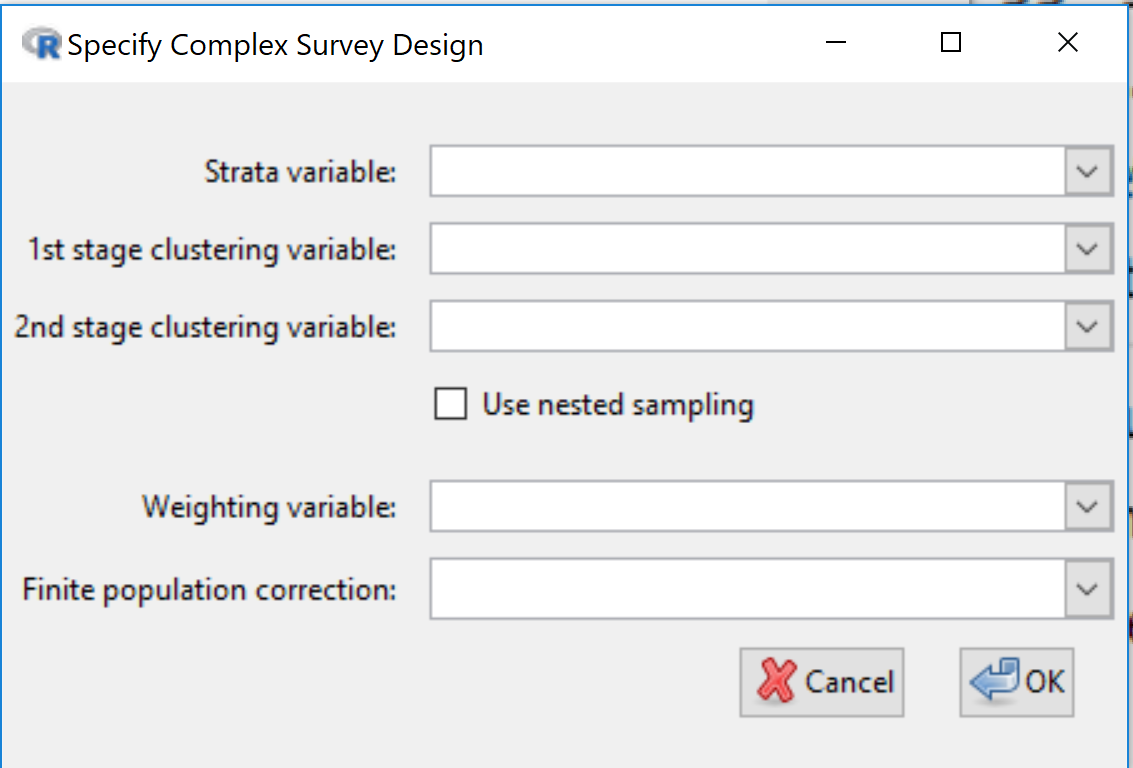 R Specify Complex Survey Design
Strata variable:
1st stage clustering variable:
2nd stage clustering variable:
Use nested sampling
Weighting variable:
Finite population correction:
Cancel OK